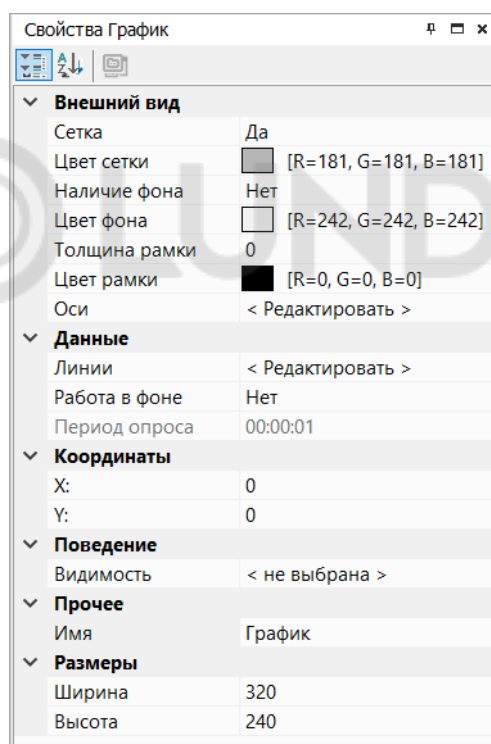 Свойства График
Внешний вид
Сетка Да
Цвет сетки [R=181, G=181, B=181]
Наличие фона Нет
Цвет фона [R=242, G=242, B=242]
Толщина рамки 0
Цвет рамки [R=0, G=0, B=0]
Оси < Редактировать >
Данные
Линии < Редактировать >
Работа в фоне Нет
Период опроса 00:00:01
Координаты
X: 0
Y: 0
Поведение
Видимость < не выбрана >
Прочее
Имя График
Размеры
Ширина 320
Высота 240